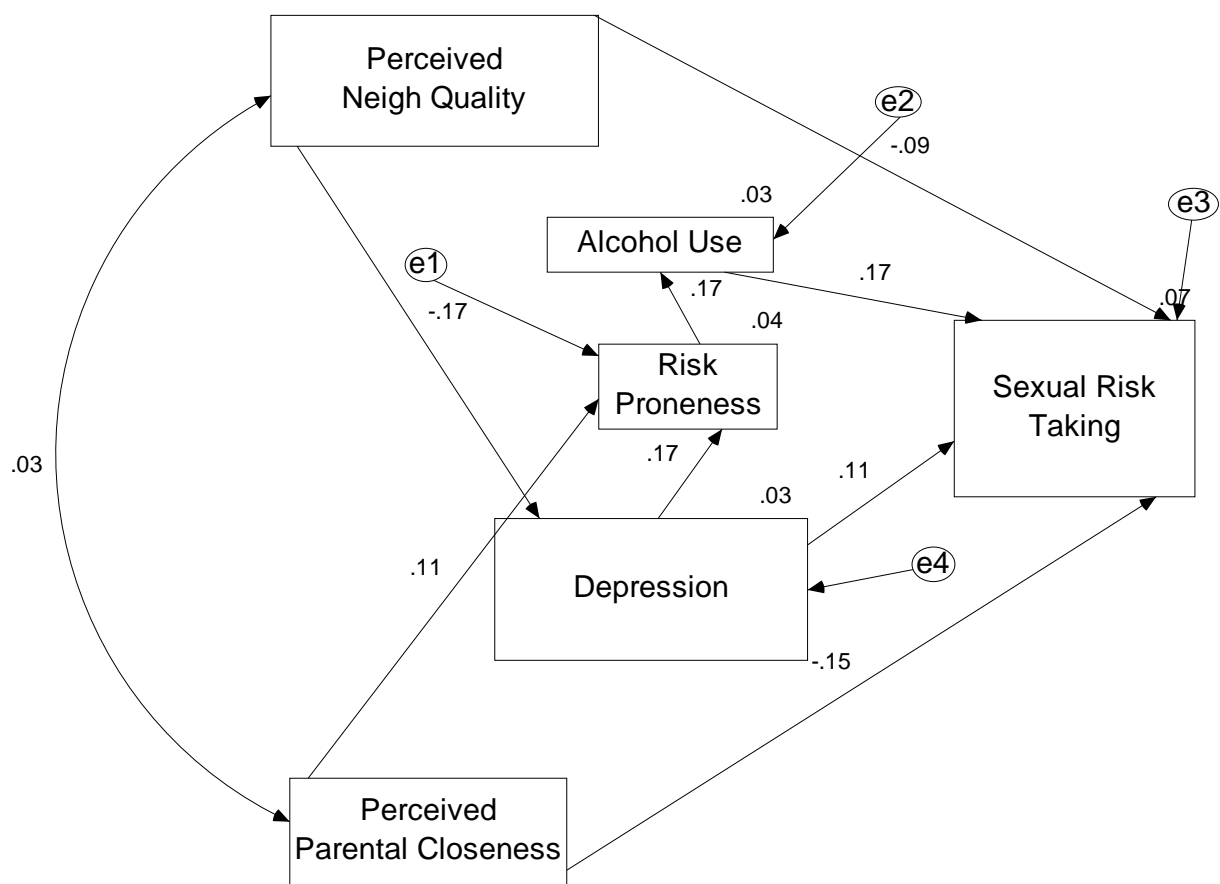 Perceived
Neigh Quality
e2
-.09
.03
e3
Alcohol Use
e1
.17
.17
-.17
.04
.07
Risk
Proneness
Sexual Risk
Taking
.03
.17
.03
.11
.11
e4
Depression
-.15
Perceived
Parental Closeness